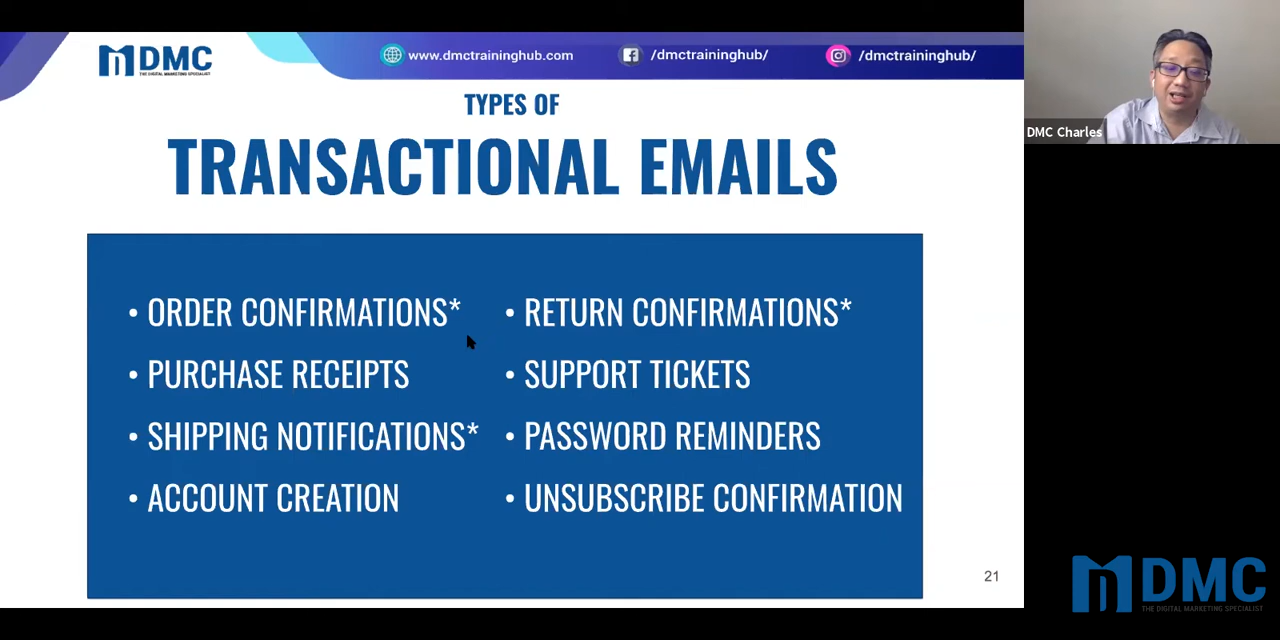 DMC
THE DIGITAL MARKETING SPECIALIST
www.dmctraininghub.com
/dmctraininghub/
/dmctraininghub/
TYPES OF
TRANSACTIONAL EMAILS
• ORDER CONFIRMATIONS*
• PURCHASE RECEIPTS
• SHIPPING NOTIFICATIONS*
• ACCOUNT CREATION
• RETURN CONFIRMATIONS*
• SUPPORT TICKETS
• PASSWORD REMINDERS
• UNSUBSCRIBE CONFIRMATION
21
DMC Charles
DMC
THE DIGITAL MARKETING SPECIALIST